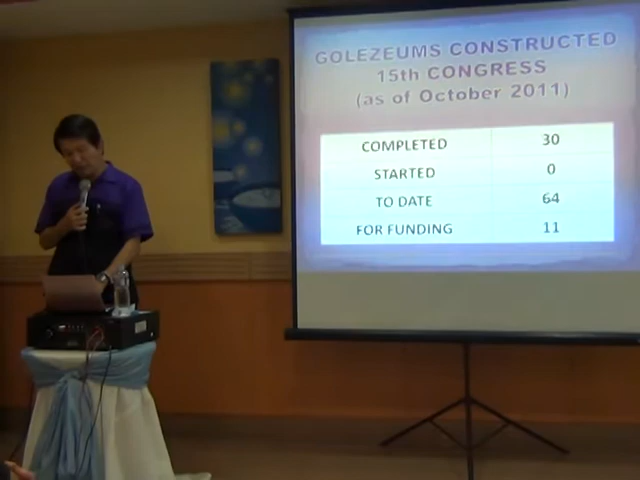 GOLEZEUMS CONSTRUCTED
15th CONGRESS
(as of October 2011)
COMPLETED 30
STARTED 0
TO DATE 64
FOR FUNDING 11